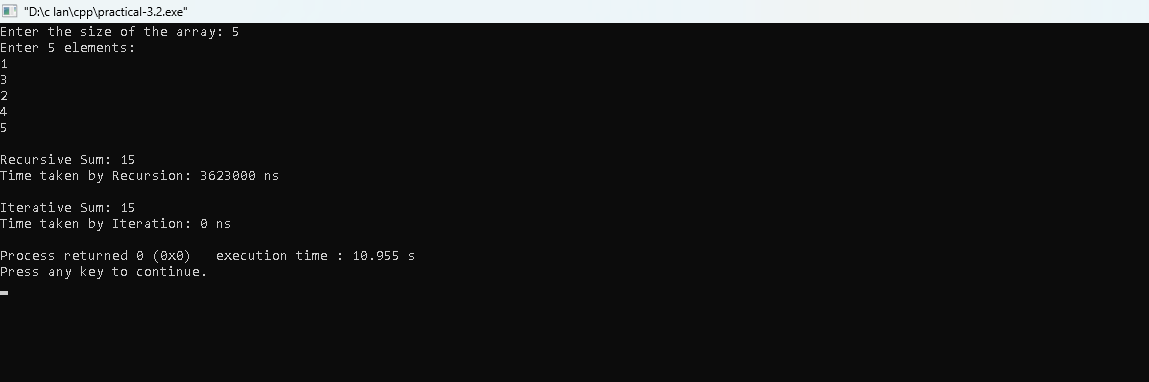 "D:\c lan\cpp\practical-3.2.exe"
Enter the size of the array: 5
Enter 5 elements:
1
3
2
4
5
Recursive Sum: 15
Time taken by Recursion: 3623000 ns
Iterative Sum: 15
Time taken by Iteration: 0 ns
Process returned 0 (0x0)   execution time : 10.955 s
Press any key to continue.